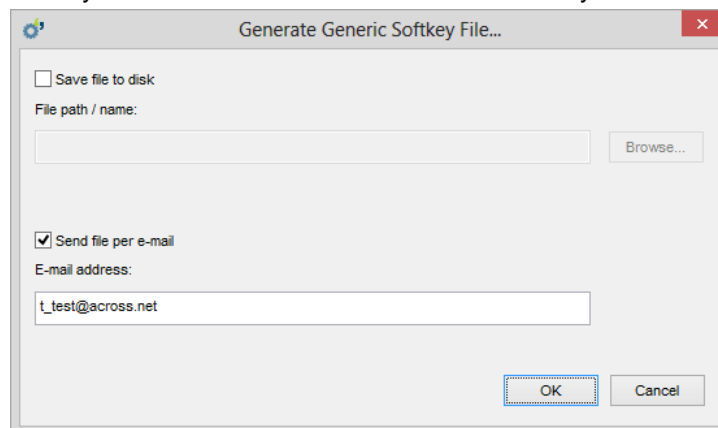 Generate Generic Softkey File...
Save file to disk
File path / name:
Browse...
Send file per e-mail
E-mail address:
t_test@across.net
OK Cancel